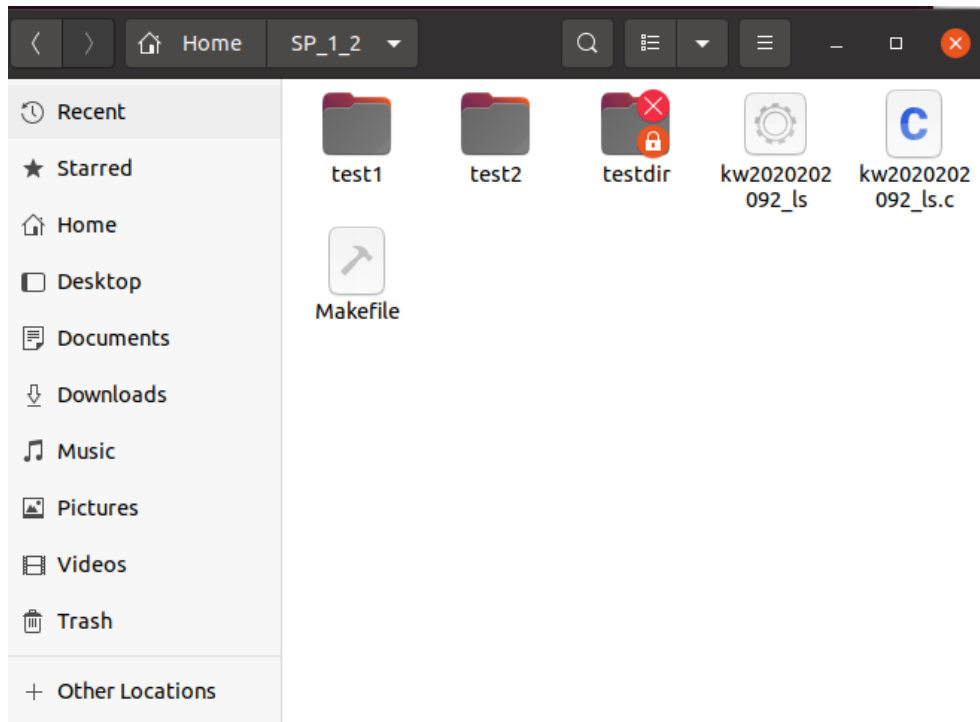 Home SP_1_2
Recent
Starred
Home
Desktop
Documents
Downloads
Music
Pictures
Videos
Trash
Other Locations
test1 test2 testdir kw2020202 kw2020202
092_ls 092_ls.c
Makefile